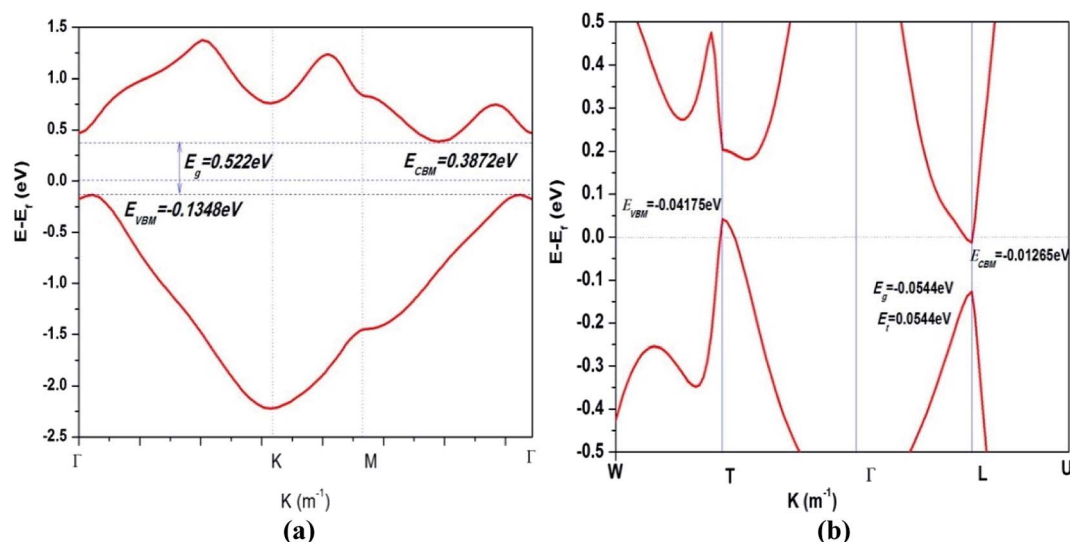 1.5
1.0
0.5
0.0
-0.5
-1.0
-1.5
-2.0
-2.5
E-E_f (eV)
E_g=0.522eV
E_CBM=0.3872eV
E_VBM=-0.1348eV
Γ K M Γ
K (m⁻¹)
(a)
0.5
0.4
0.3
0.2
0.1
0.0
-0.1
-0.2
-0.3
-0.4
-0.5
E-E_f (eV)
E_VBM=-0.04175eV
E_CBM=-0.01265eV
E_g=-0.0544eV
E_t=0.0544eV
W T Γ L U
K (m⁻¹)
(b)